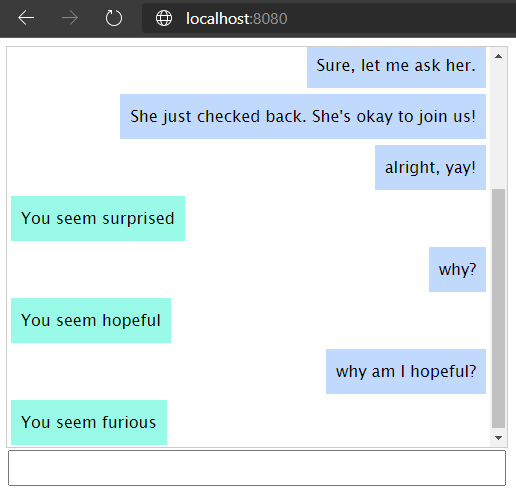 localhost:8080
Sure, let me ask her.
She just checked back. She's okay to join us!
alright, yay!
You seem surprised
why?
You seem hopeful
why am I hopeful?
You seem furious